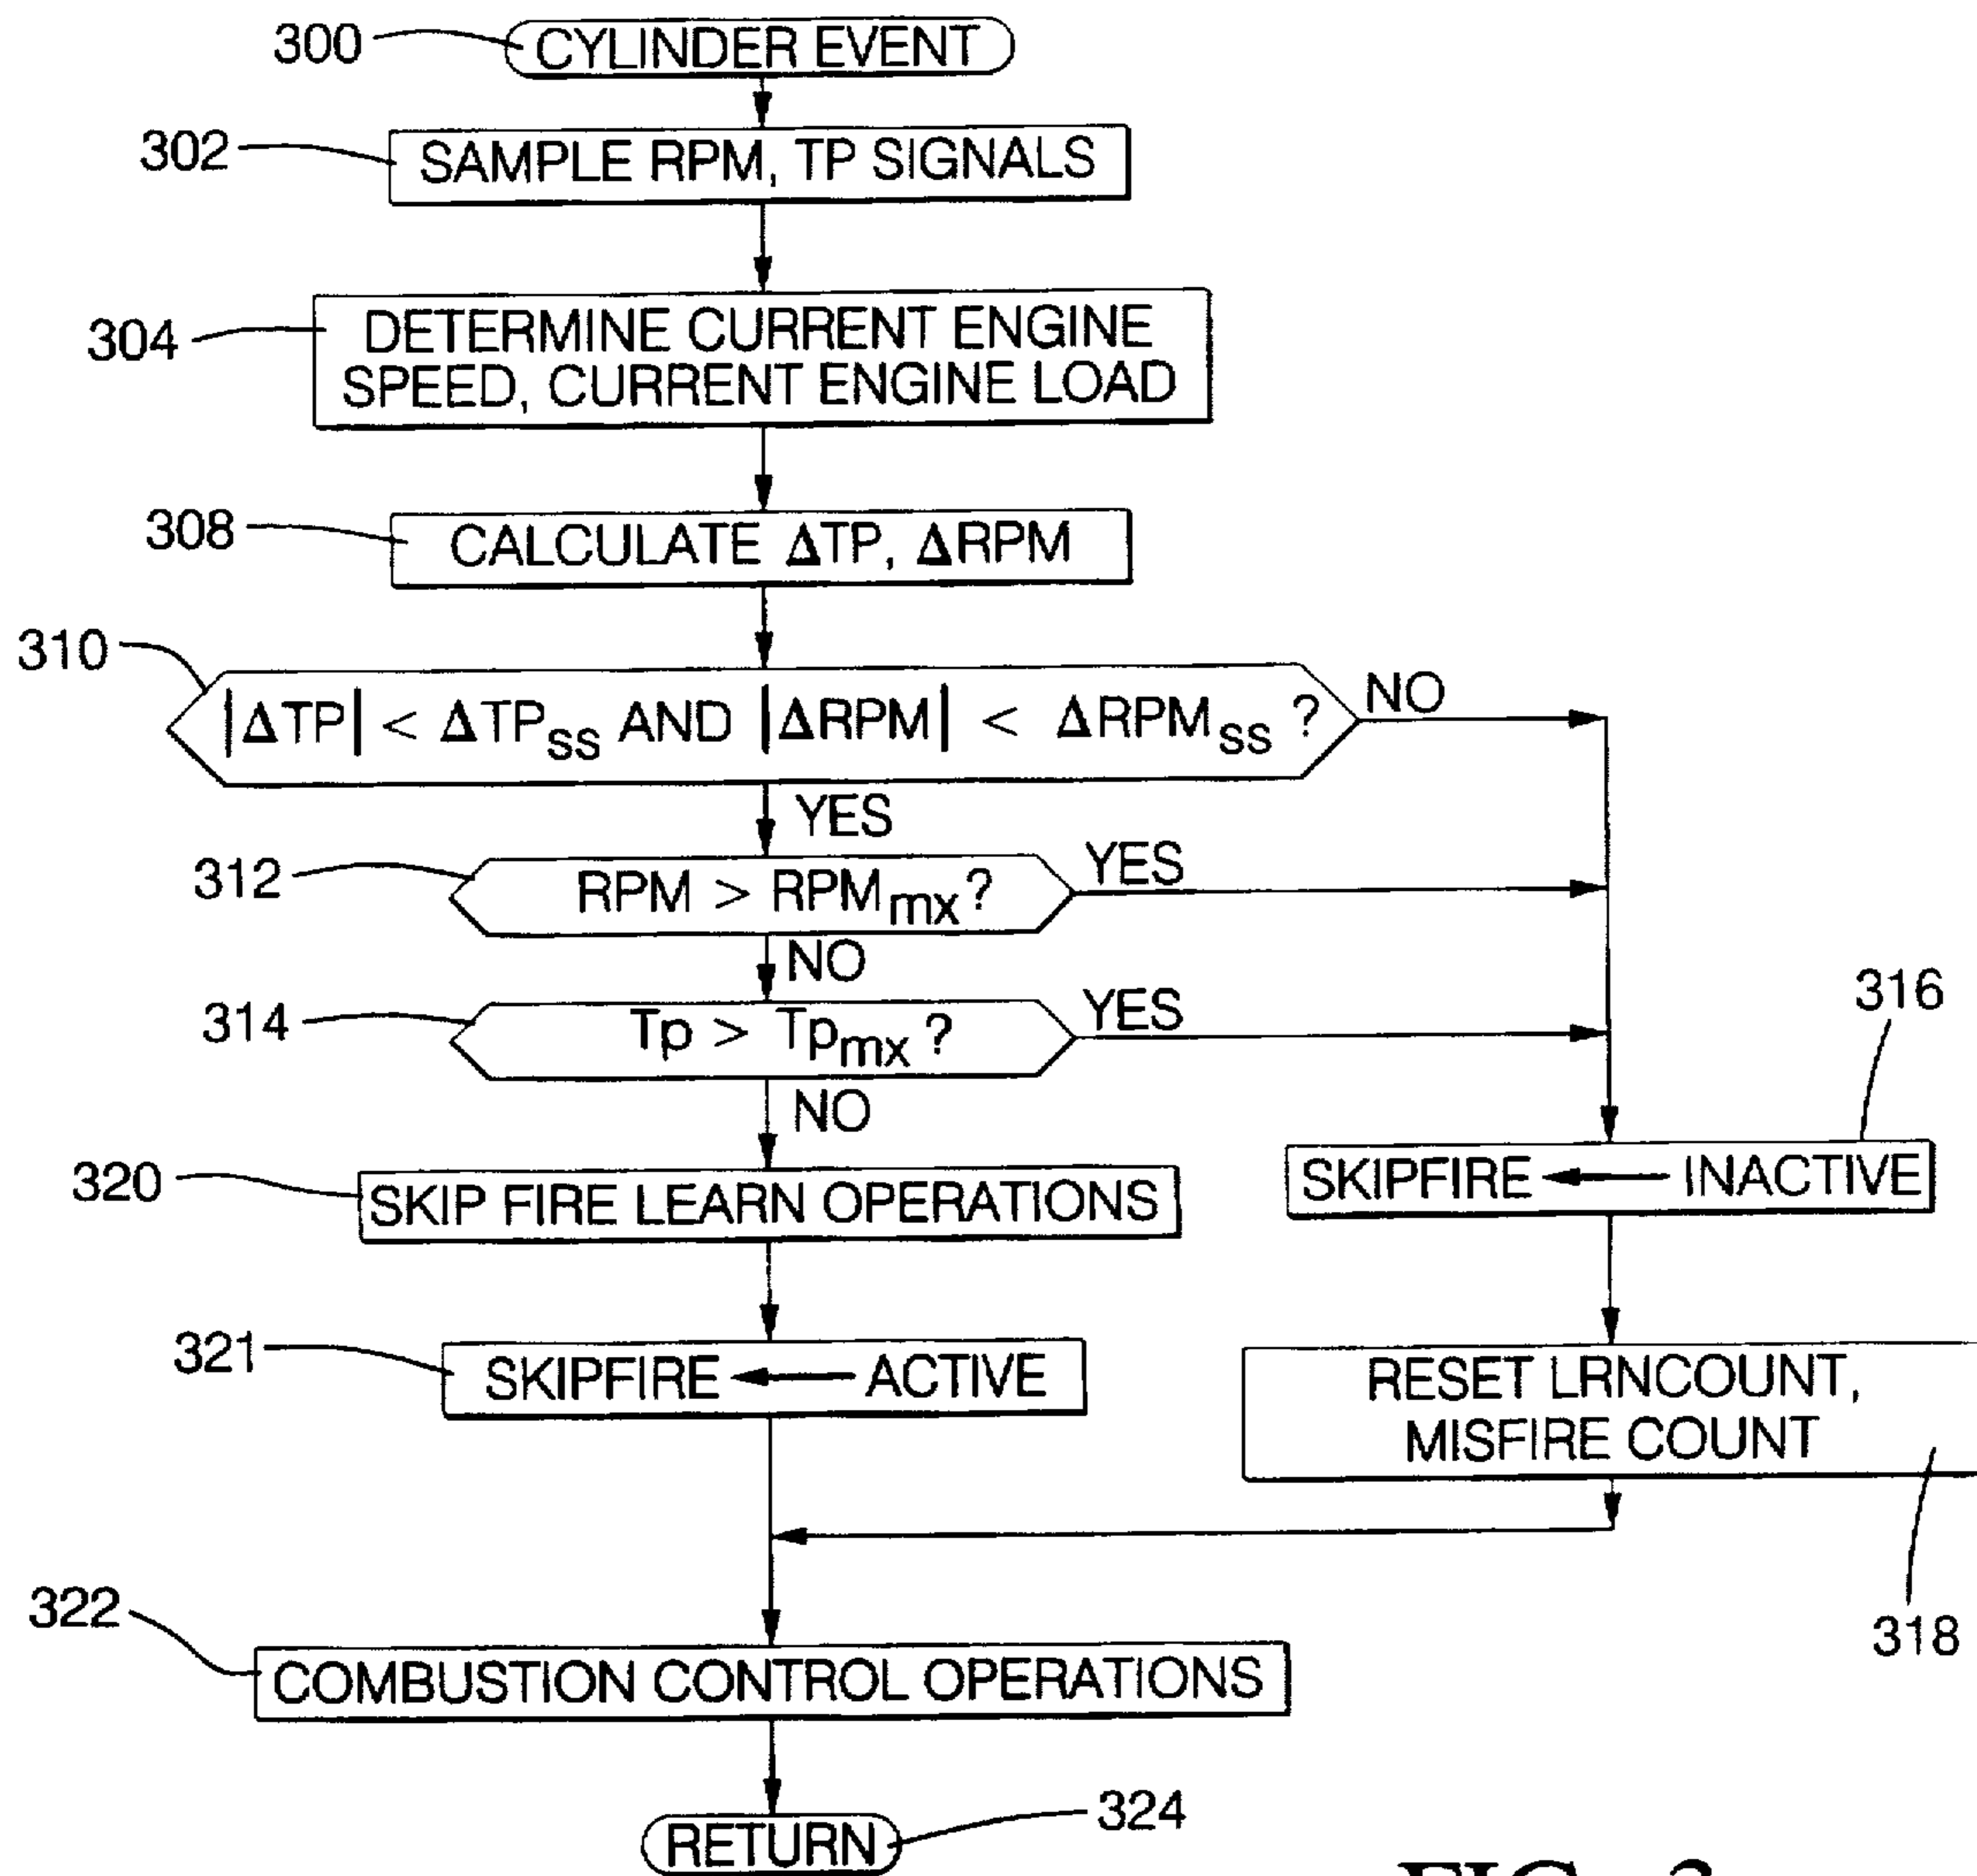 300
CYLINDER EVENT
302
SAMPLE RPM, TP SIGNALS
304
DETERMINE CURRENT ENGINE
SPEED, CURRENT ENGINE LOAD
308
CALCULATE ΔTP, ΔRPM
310
|ΔTP| < ΔTPss AND |ΔRPM| < ΔRPMss ?
NO
YES
312
RPM > RPMmx?
YES
NO
314
Tp > Tpmx ?
YES
NO
316
SKIPFIRE ← INACTIVE
320
SKIP FIRE LEARN OPERATIONS
321
SKIPFIRE ← ACTIVE
RESET LRNCOUNT,
MISFIRE COUNT
318
322
COMBUSTION CONTROL OPERATIONS
324
RETURN
FIG. 3